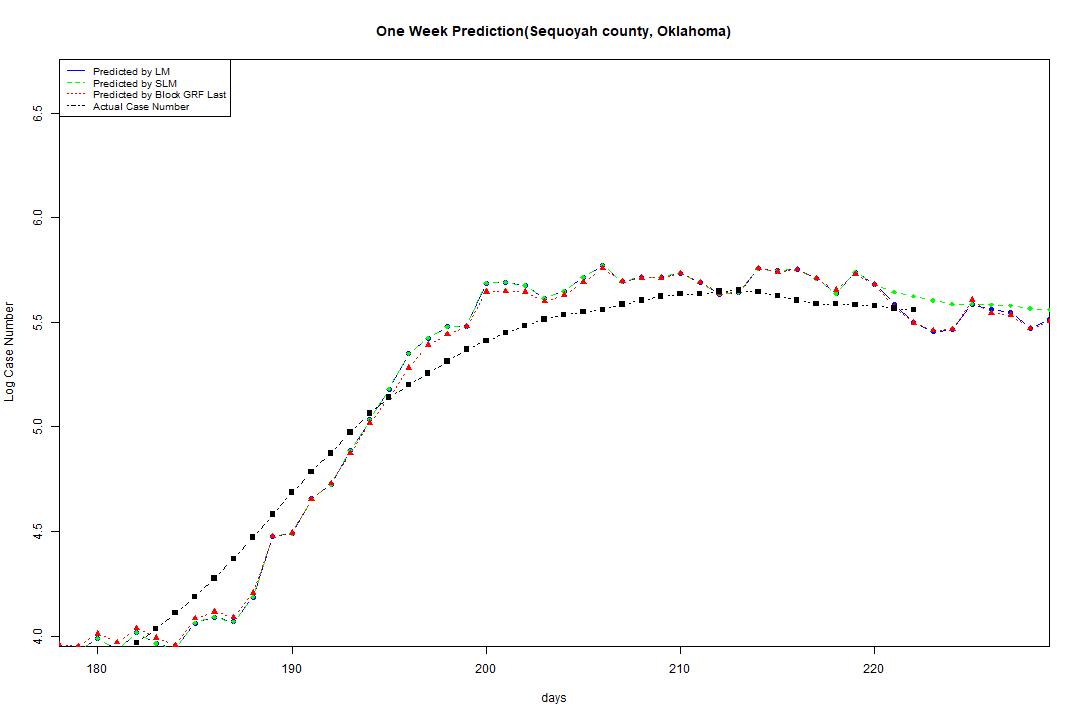 One Week Prediction(Sequoyah county, Oklahoma)
Predicted by LM
Predicted by SLM
Predicted by Block GRF Last
Actual Case Number
6.5
6.0
5.5
5.0
4.5
4.0
Log Case Number
180 190 200 210 220
days